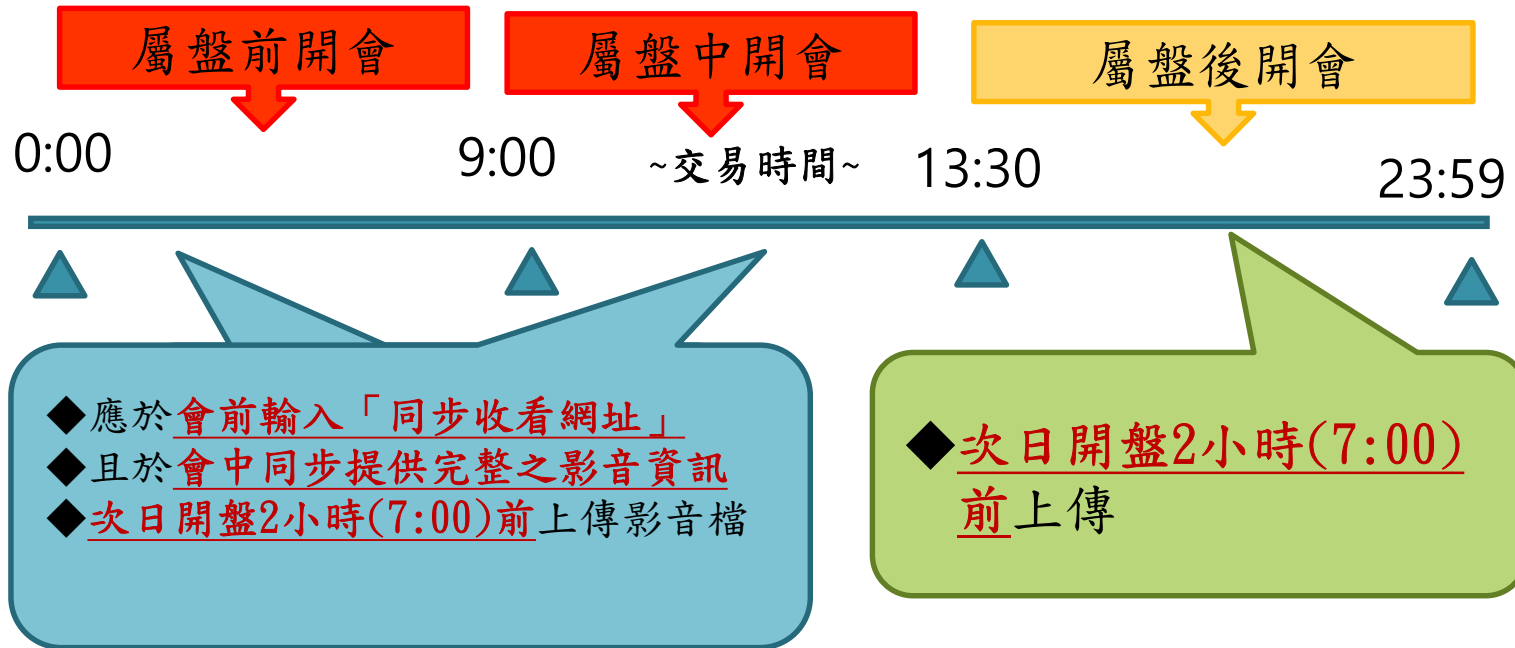 屬盤前開會
屬盤中開會
屬盤後開會
0:00
9:00
~交易時間~
13:30
23:59
◆應於會前輸入「同步收看網址」
◆且於會中同步提供完整之影音資訊
◆次日開盤2小時(7:00)前上傳影音檔
◆次日開盤2小時(7:00)
前上傳